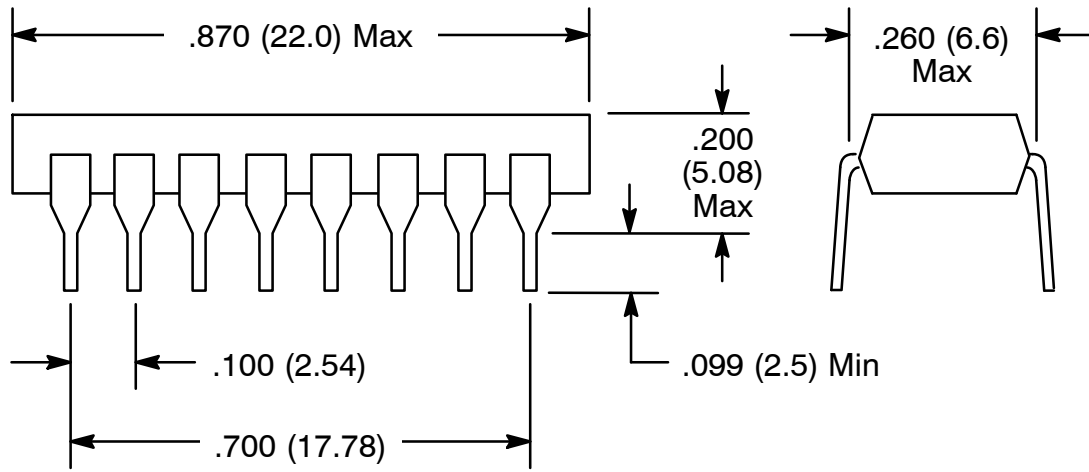 .870 (22.0) Max
.260 (6.6)
Max
.200
(5.08)
Max
.100 (2.54)
.099 (2.5) Min
.700 (17.78)